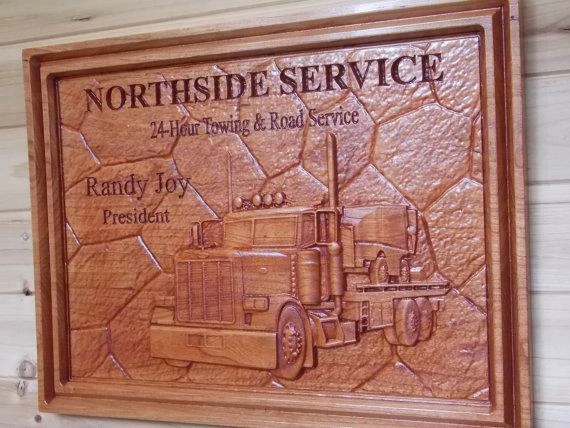 NORTHSIDE SERVICE
24-Hour Towing & Road Service
Randy Joy
President